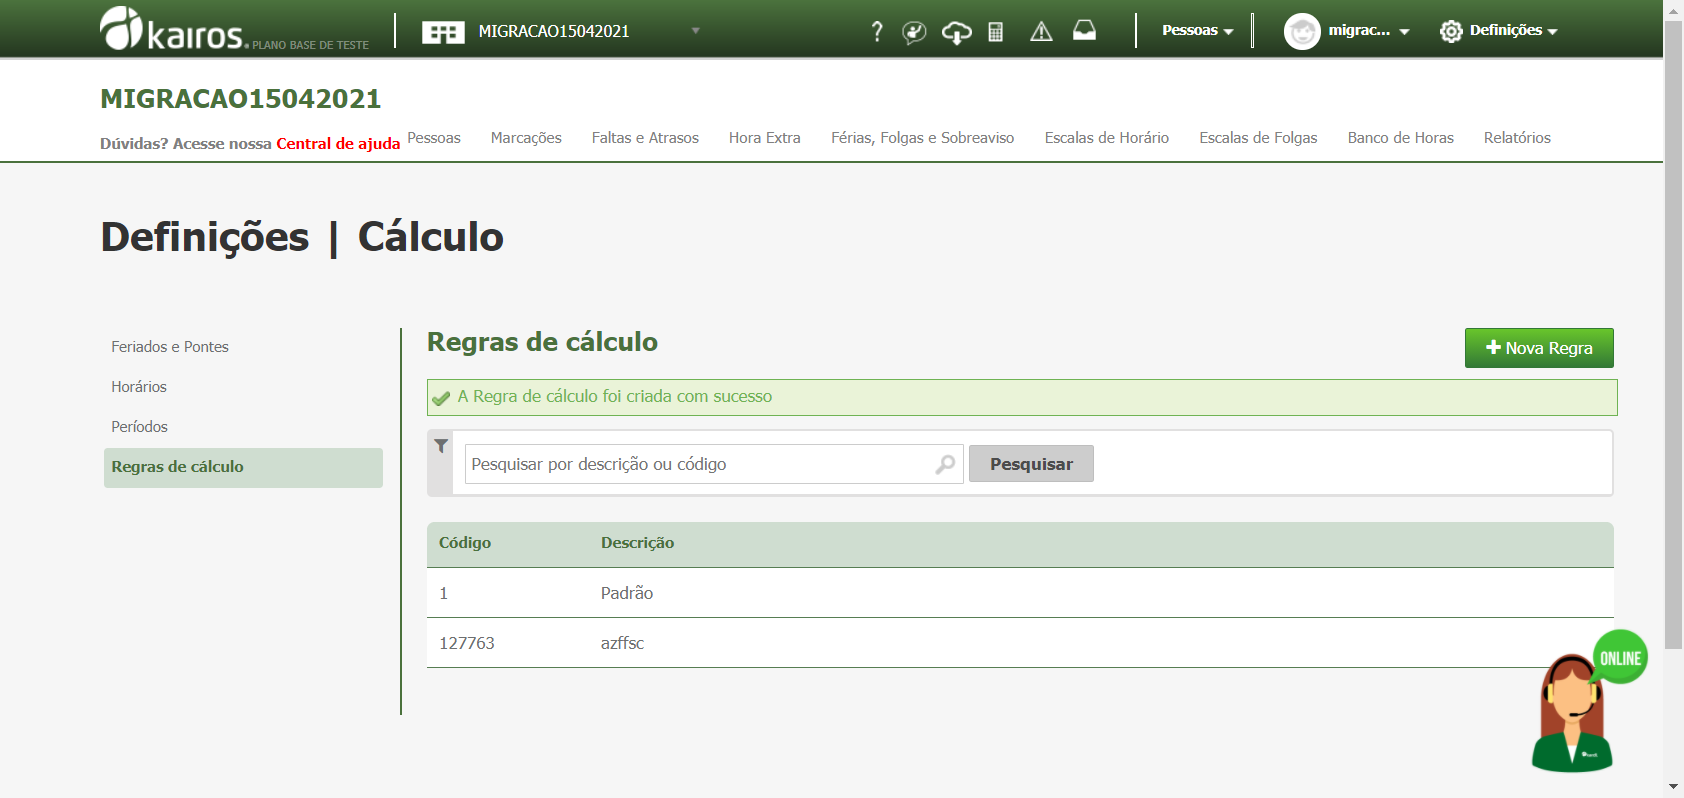 kairos. PLANO BASE DE TESTE
MIGRACAO15042021
?
Pessoas
migrac...
Definições
MIGRACAO15042021
Dúvidas? Acesse nossa Central de ajuda
Pessoas Marcações Faltas e Atrasos Hora Extra Férias, Folgas e Sobreaviso Escalas de Horário Escalas de Folgas Banco de Horas Relatórios
Definições | Cálculo
Feriados e Pontes
Horários
Períodos
Regras de cálculo
Regras de cálculo
Nova Regra
A Regra de cálculo foi criada com sucesso
Pesquisar por descrição ou código
Pesquisar
Código Descrição
1 Padrão
127763 azffsc
ONLINE